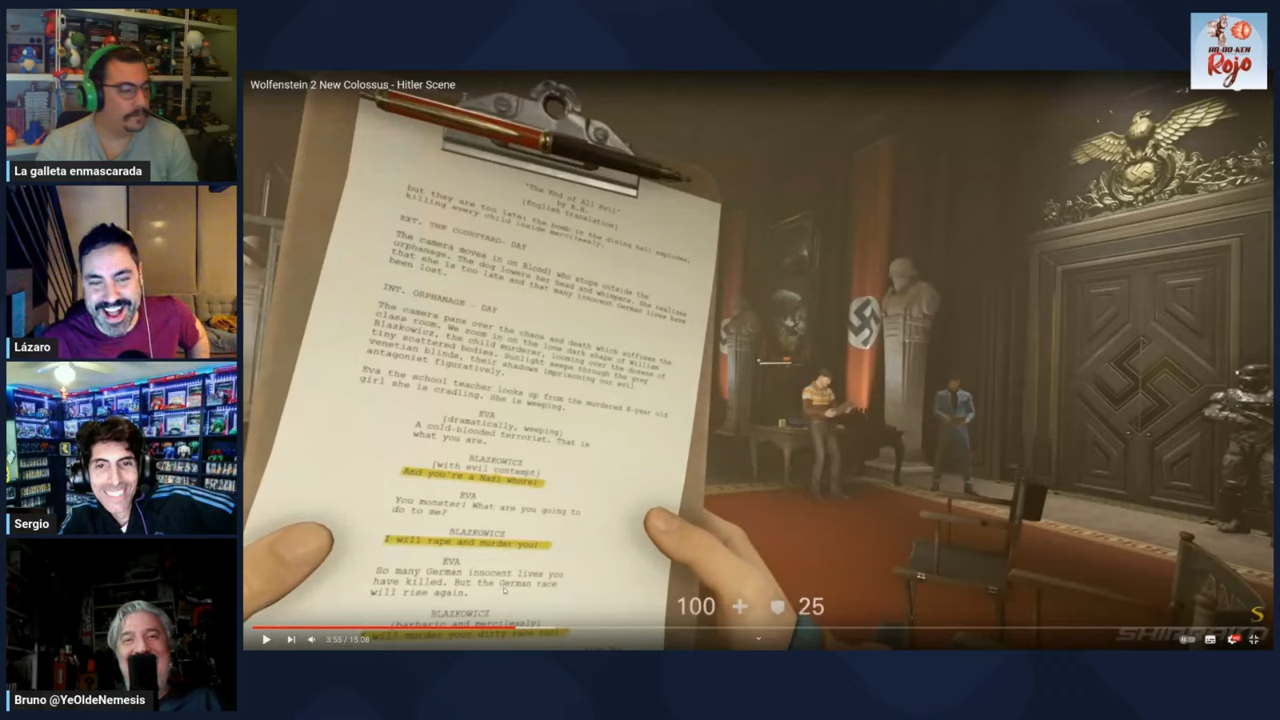 HA-DO-KEN
Rojo
Wolfenstein 2 New Colossus - Hitler Scene
La galleta enmascarada
Lázaro
Sergio
Bruno @YeOldeNemesis
"The End of All Evil"
by A.H.
[English translation]
but they are too late; the bomb in the dining hall explodes,
killing every child inside mercilessly.
EXT. THE COURTYARD- DAY
The camera moves in on Blondi who stops outside the
orphanage. The dog lowers her head and whimpers. She realizes
that she is too late and that many innocent German lives have
been lost.
INT. ORPHANAGE - DAY
The camera pans over the chaos and death which suffuses the
class room. We zoom in on the lone dark shape of William
Blazkowicz, the child murderer, looming over the dozens of
tiny scattered bodies. Sunlight seeps through the grey
venetian blinds, their shadows imprisoning our evil
antagonist figuratively.
Eva the school teacher looks up from the murdered 8-year old
girl she is cradling. She is weeping.
EVA
(dramatically, weeping)
A cold-blooded terrorist. That is
what you are.
BLAZKOWICZ
(with evil contempt)
And you're a Nazi whore!
EVA
You monster! What are you going to
do to me?
BLAZKOWICZ
I will rape and murder you!
EVA
So many German innocent lives you
have killed. But the German race
will rise again.
BLAZKOWICZ
(barbaric and mercilessly)
will murder your dirty race too!
100 25
3:55 / 15:08